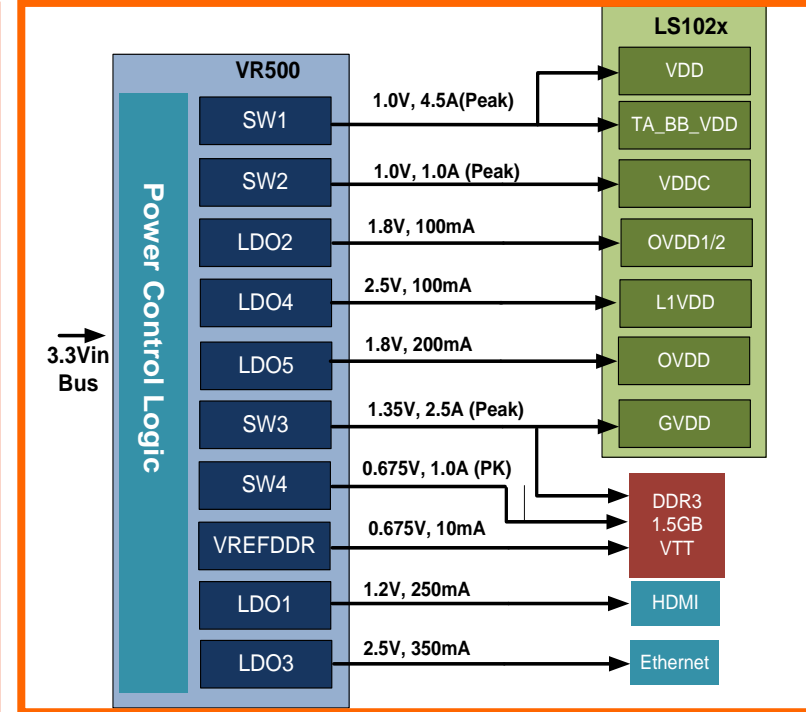 LS102x
VR500
VDD
1.0V, 4.5A(Peak)
SW1
TA_BB_VDD
1.0V, 1.0A (Peak)
SW2
VDDC
1.8V, 100mA
LDO2
OVDD1/2
2.5V, 100mA
LDO4
L1VDD
Power Control Logic
3.3Vin
Bus
1.8V, 200mA
LDO5
OVDD
1.35V, 2.5A (Peak)
SW3
GVDD
0.675V, 1.0A (PK)
SW4
DDR3
1.5GB
VTT
0.675V, 10mA
VREFDDR
1.2V, 250mA
LDO1
HDMI
2.5V, 350mA
LDO3
Ethernet